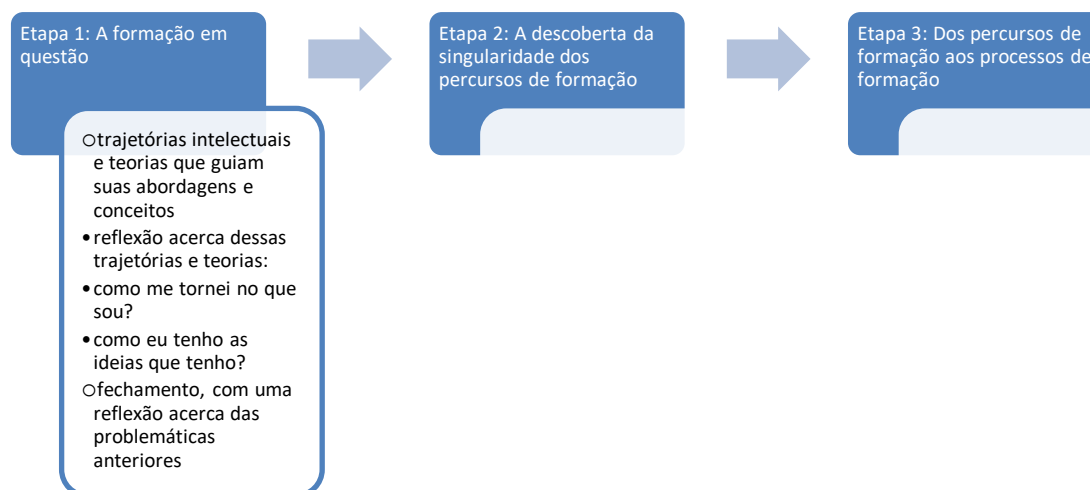 Etapa 1: A formação em
questão
○trajetórias intelectuais
e teorias que guiam
suas abordagens e
conceitos
•reflexão acerca dessas
trajetórias e teorias:
•como me tornei no que
sou?
•como eu tenho as
ideias que tenho?
○fechamento, com uma
reflexão acerca das
problemáticas
anteriores
Etapa 2: A descoberta da
singularidade dos
percursos de formação
Etapa 3: Dos percursos de
formação aos processos de
formação